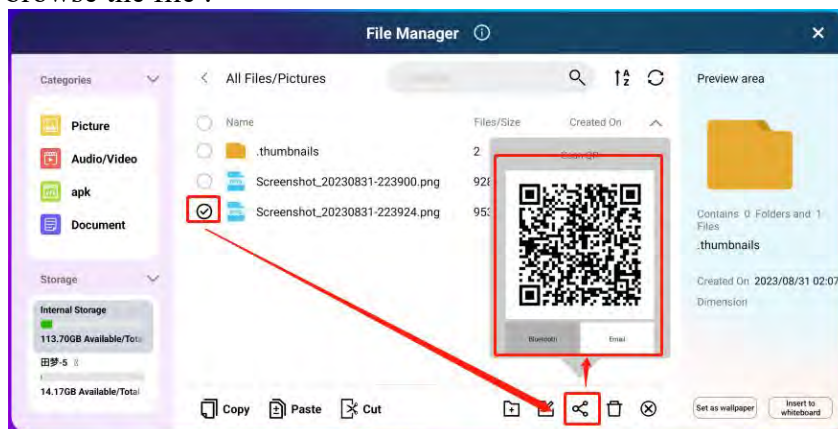 browse the file .
File Manager
Categories
Picture
Audio/Video
apk
Document
Storage
Internal Storage
113.70GB Available/Tota
田梦-5
14.17GB Available/Total
All Files/Pictures
Name Files/Size Created On
.thumbnails 2
Screenshot_20230831-223900.png 928
Screenshot_20230831-223924.png 953
Bluetooth Email
Copy Paste Cut
Preview area
Contains 0 Folders and 1
Files
.thumbnails
Created On 2023/08/31 02:07
Dimension
Set as wallpaper
Insert to
whiteboard